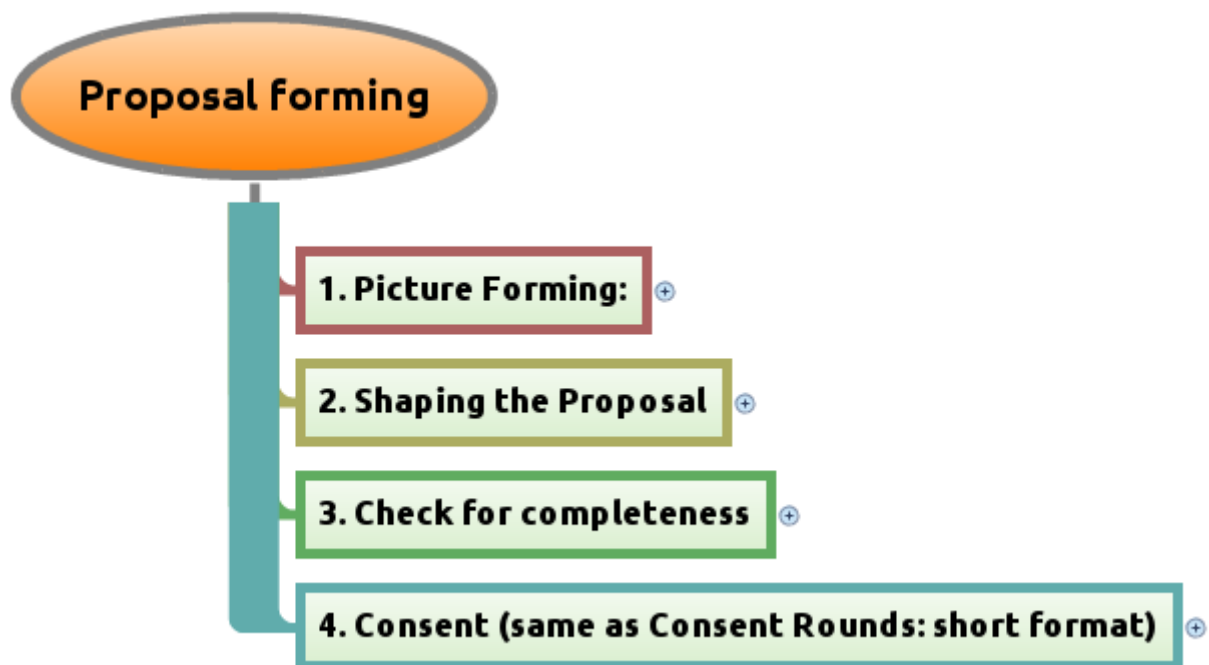 Proposal forming
1. Picture Forming:
2. Shaping the Proposal
3. Check for completeness
4. Consent (same as Consent Rounds: short format)